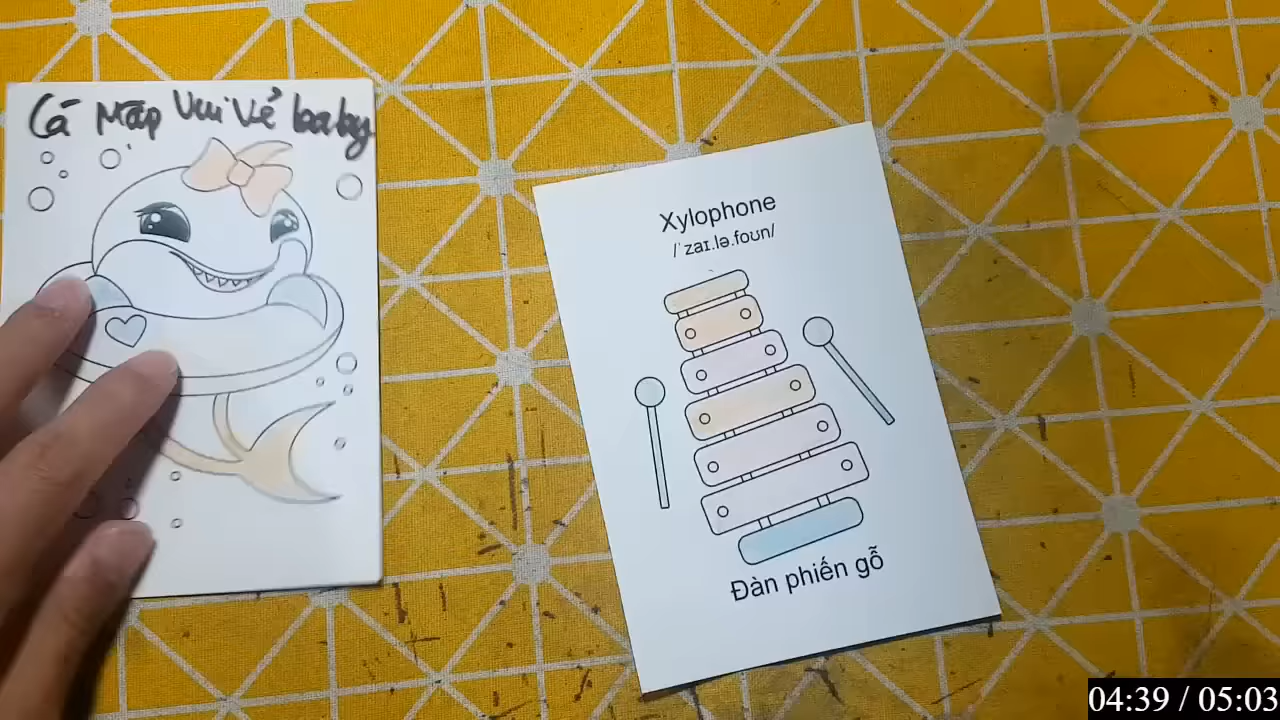 Cá Mập Vui Vẻ baby
Xylophone
/ˈzaɪ.lə.foʊn/
Đàn phiến gỗ
04:39 / 05:03